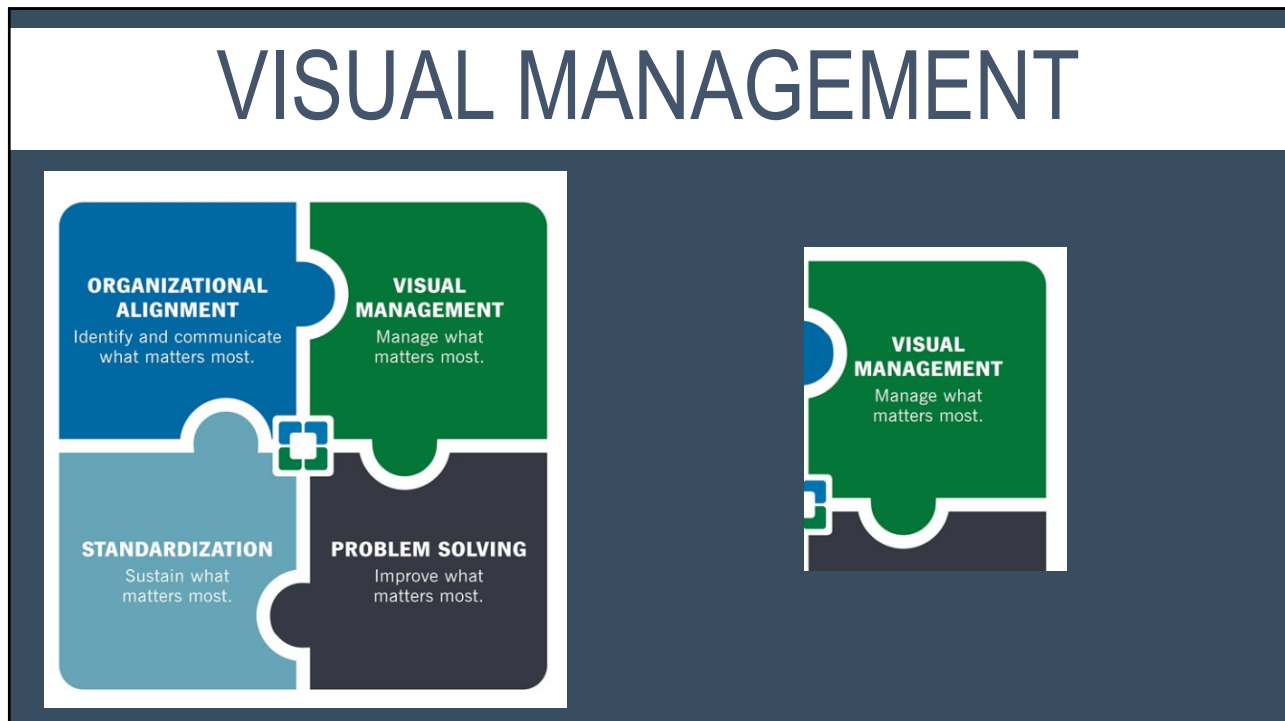 VISUAL MANAGEMENT
ORGANIZATIONAL
ALIGNMENT
Identify and communicate
what matters most.
VISUAL
MANAGEMENT
Manage what
matters most.
STANDARDIZATION
Sustain what
matters most.
PROBLEM SOLVING
Improve what
matters most.
VISUAL
MANAGEMENT
Manage what
matters most.